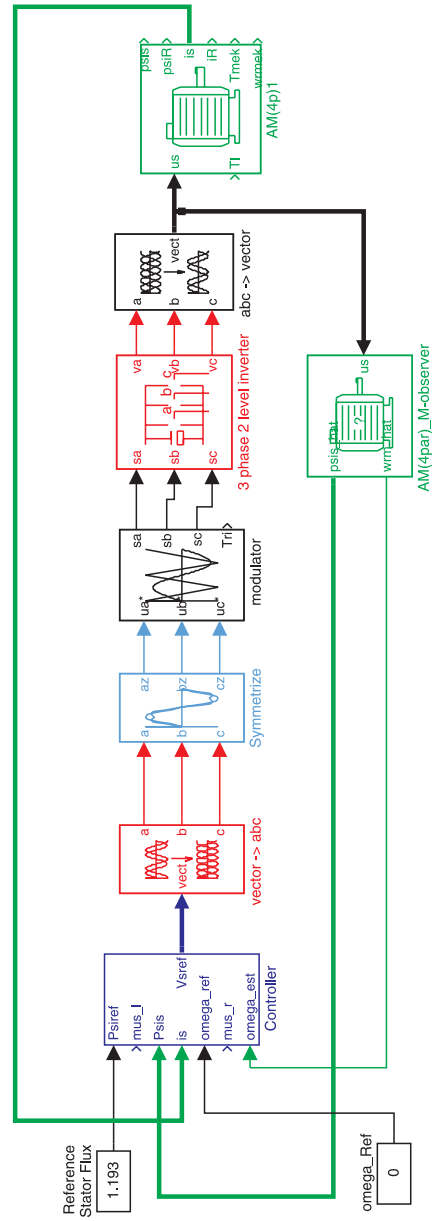 Reference
Stator Flux
1.193
omega_Ref
0
Psiref
mus_l
Psis
is
omega_ref
mus_r
omega_est
Vsref
Controller
vect
a
b
c
vector -> abc
a
b
c
az
bz
cz
Symmetrize
ua*
ub*
uc*
sa
sb
sc
Tri
modulator
sa
sb
sc
a
b
c
va
vb
vc
3 phase 2 level inverter
a
b
c
vect
abc -> vector
us
Tl
psis
psiR
is
iR
Tmek
wrmek
AM(4p)1
us
psis_hat
wrm_hat
- ? -
AM(4par)_M-observer